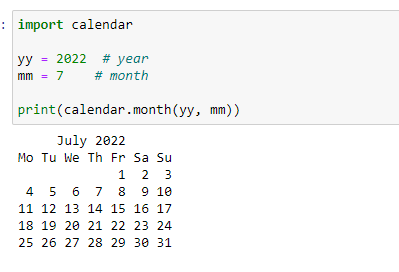 : import calendar
yy = 2022 # year
mm = 7 # month
print(calendar.month(yy, mm))
July 2022
Mo Tu We Th Fr Sa Su
1 2 3
4 5 6 7 8 9 10
11 12 13 14 15 16 17
18 19 20 21 22 23 24
25 26 27 28 29 30 31